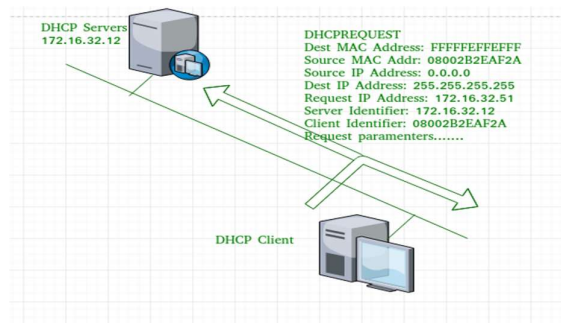 DHCP Servers
172.16.32.12
DHCPREQUEST
Dest MAC Address: FFFFFEFFEFFF
Source MAC Addr: 08002B2EAF2A
Source IP Address: 0.0.0.0
Dest IP Address: 255.255.255.255
Request IP Address: 172.16.32.51
Server Identifier: 172.16.32.12
Client Identifier: 08002B2EAF2A
Request paramenters.......
DHCP Client